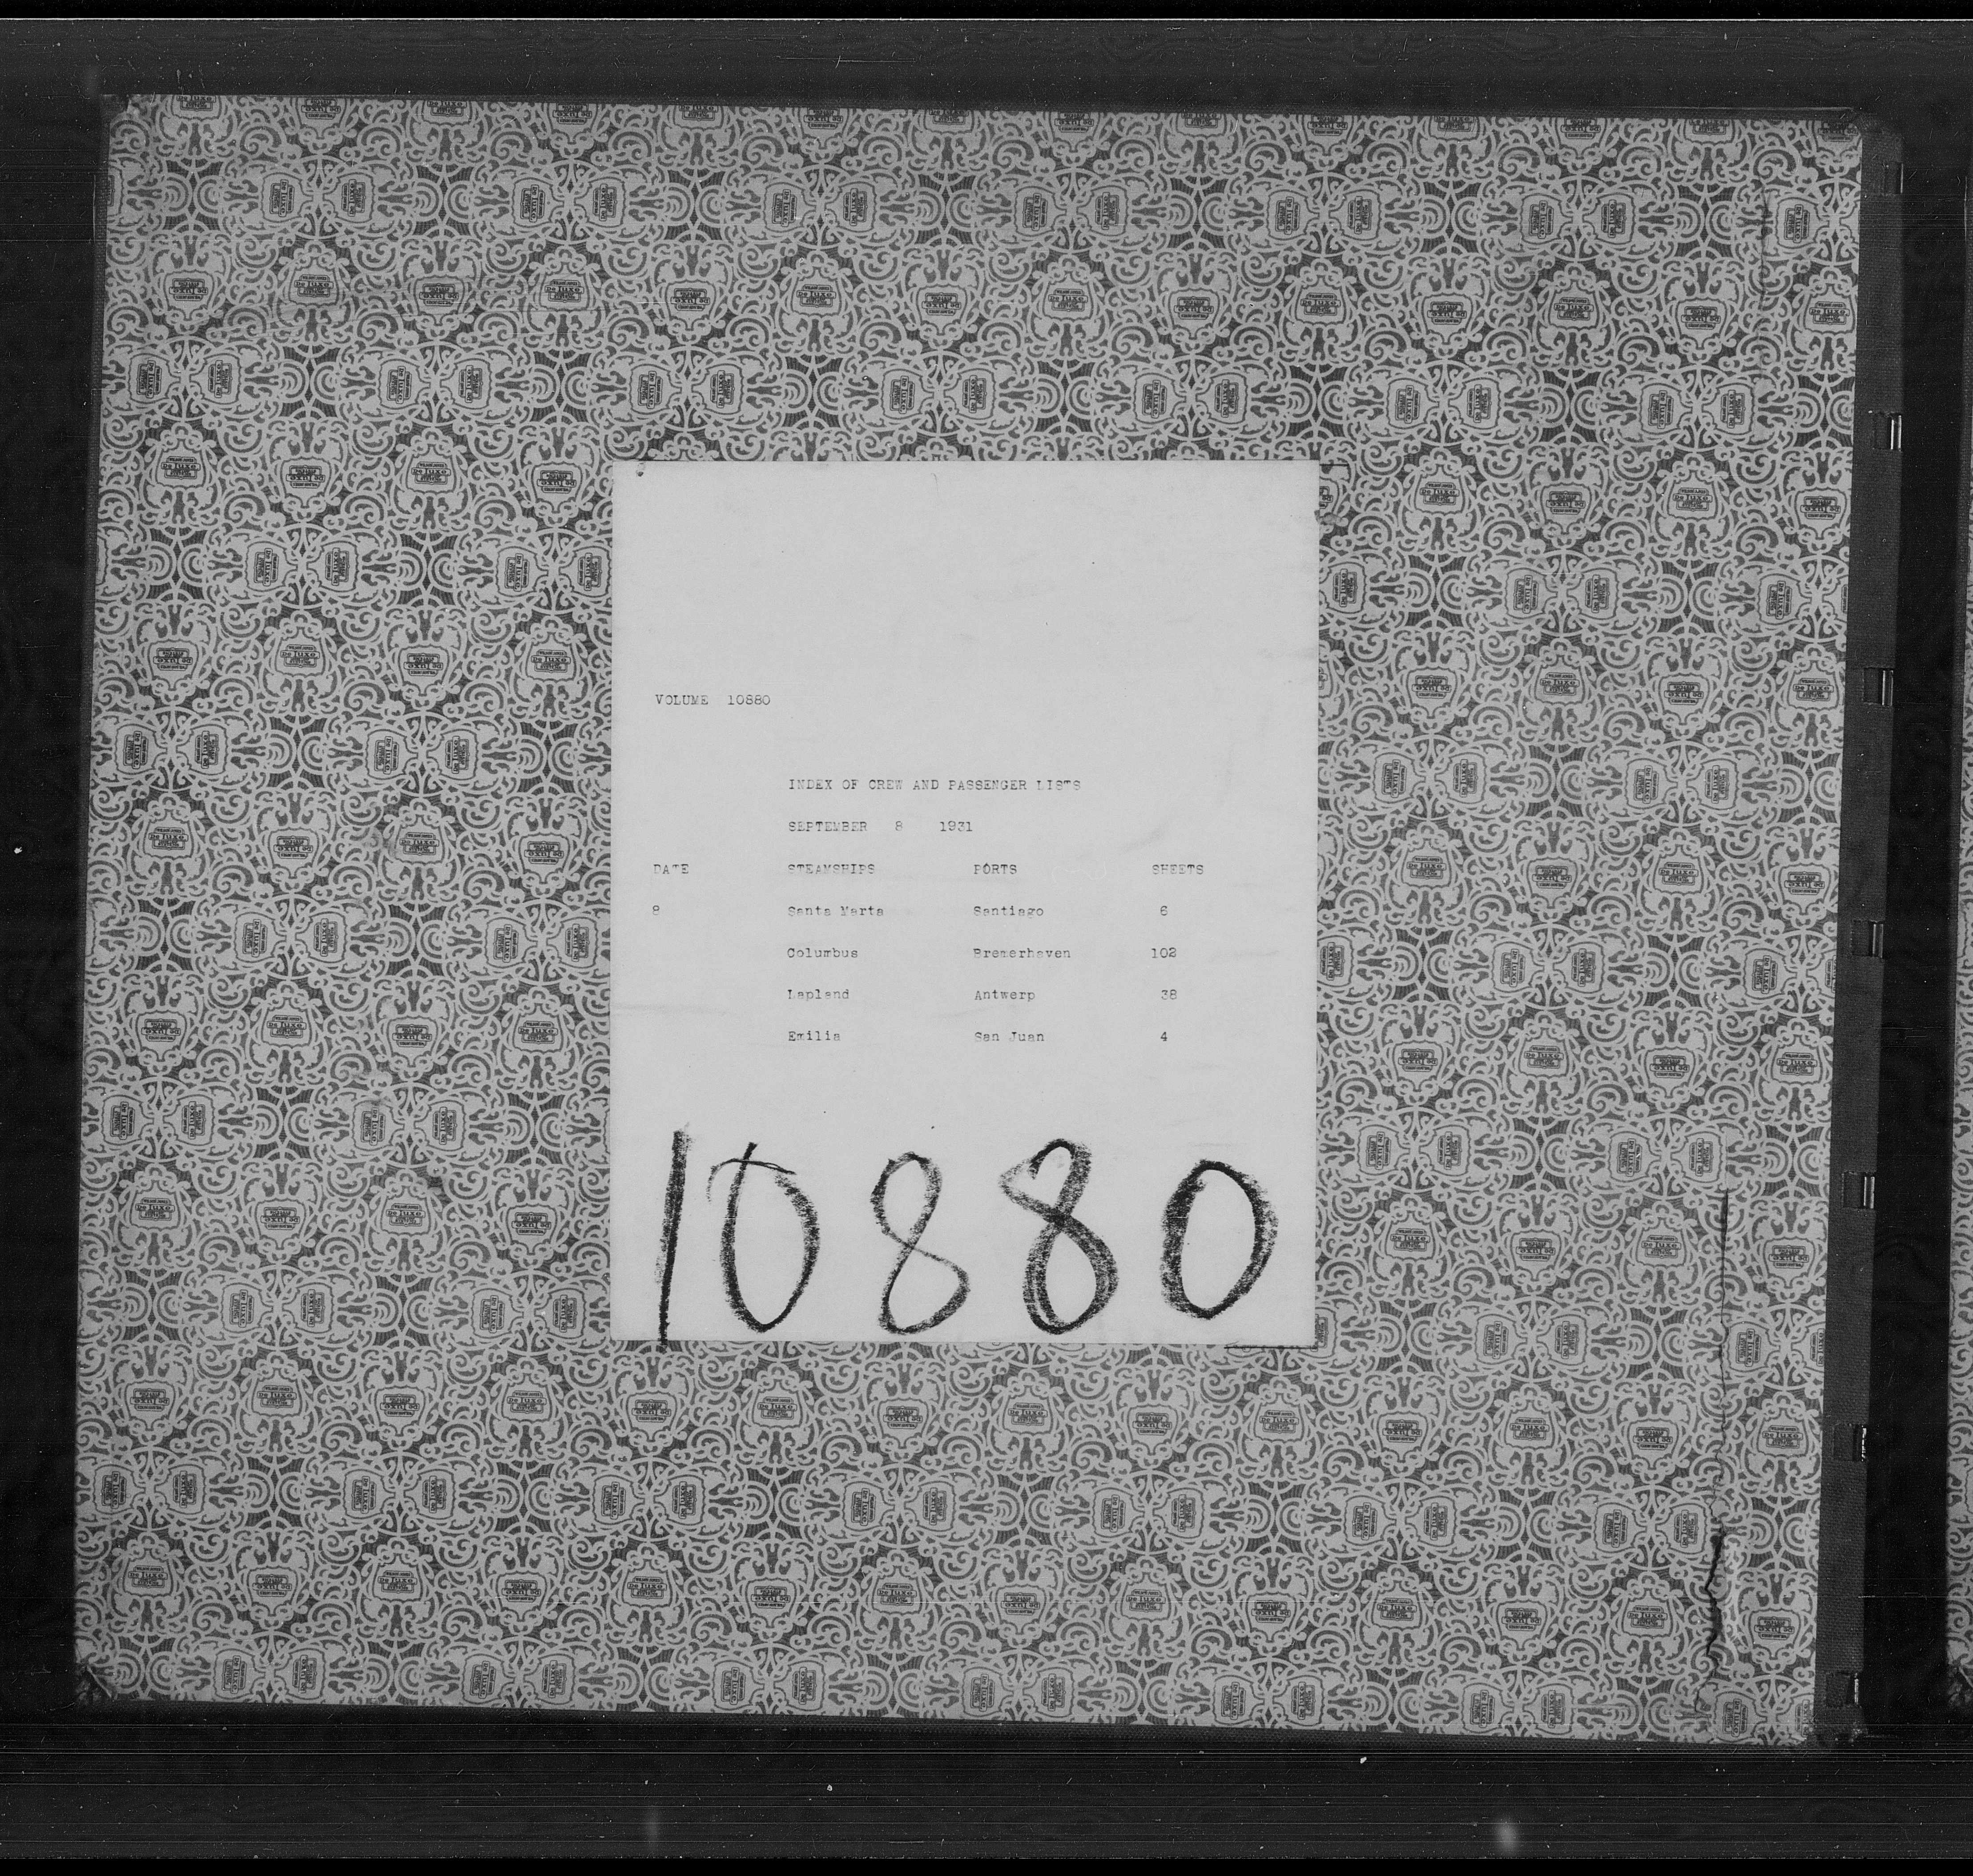 VOLUME 10880
INDEX OF CREW AND PASSENGER LISTS
SEPTEMBER 8 1931
DATE STEAMSHIPS PORTS SHEETS
8 Santa Marta Santiago 6
Columbus Bremerhaven 102
Lapland Antwerp 38
Emilia San Juan 4
10880